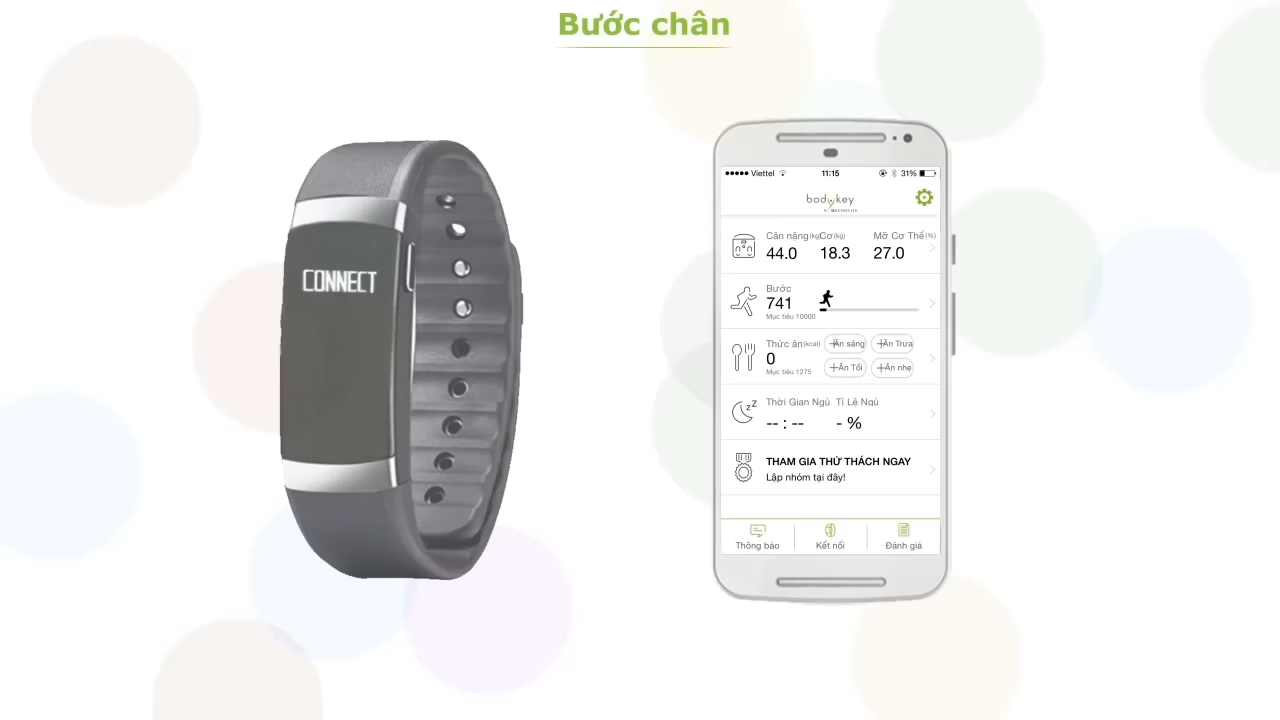 Bước chân
CONNECT
Viettel 11:15 31%
bodykey
Cân nặng(kg) Cơ(kg) Mỡ Cơ Thể(%)
44.0 18.3 27.0
Bước
741
Mục tiêu 10000
Thức ăn(kcal)
0
Mục tiêu 1275
+Ăn sáng +Ăn Trưa
+Ăn Tối +Ăn nhẹ
Thời Gian Ngủ Tỉ Lệ Ngủ
-- : -- - %
THAM GIA THỬ THÁCH NGAY
Lập nhóm tại đây!
Thông báo Kết nối Đánh giá